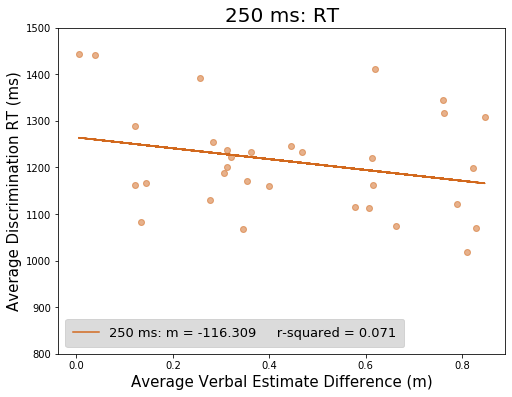 250 ms: RT
1500
1400
1300
1200
1100
1000
900
800
Average Discrimination RT (ms)
250 ms: m = -116.309 r-squared = 0.071
0.0 0.2 0.4 0.6 0.8
Average Verbal Estimate Difference (m)